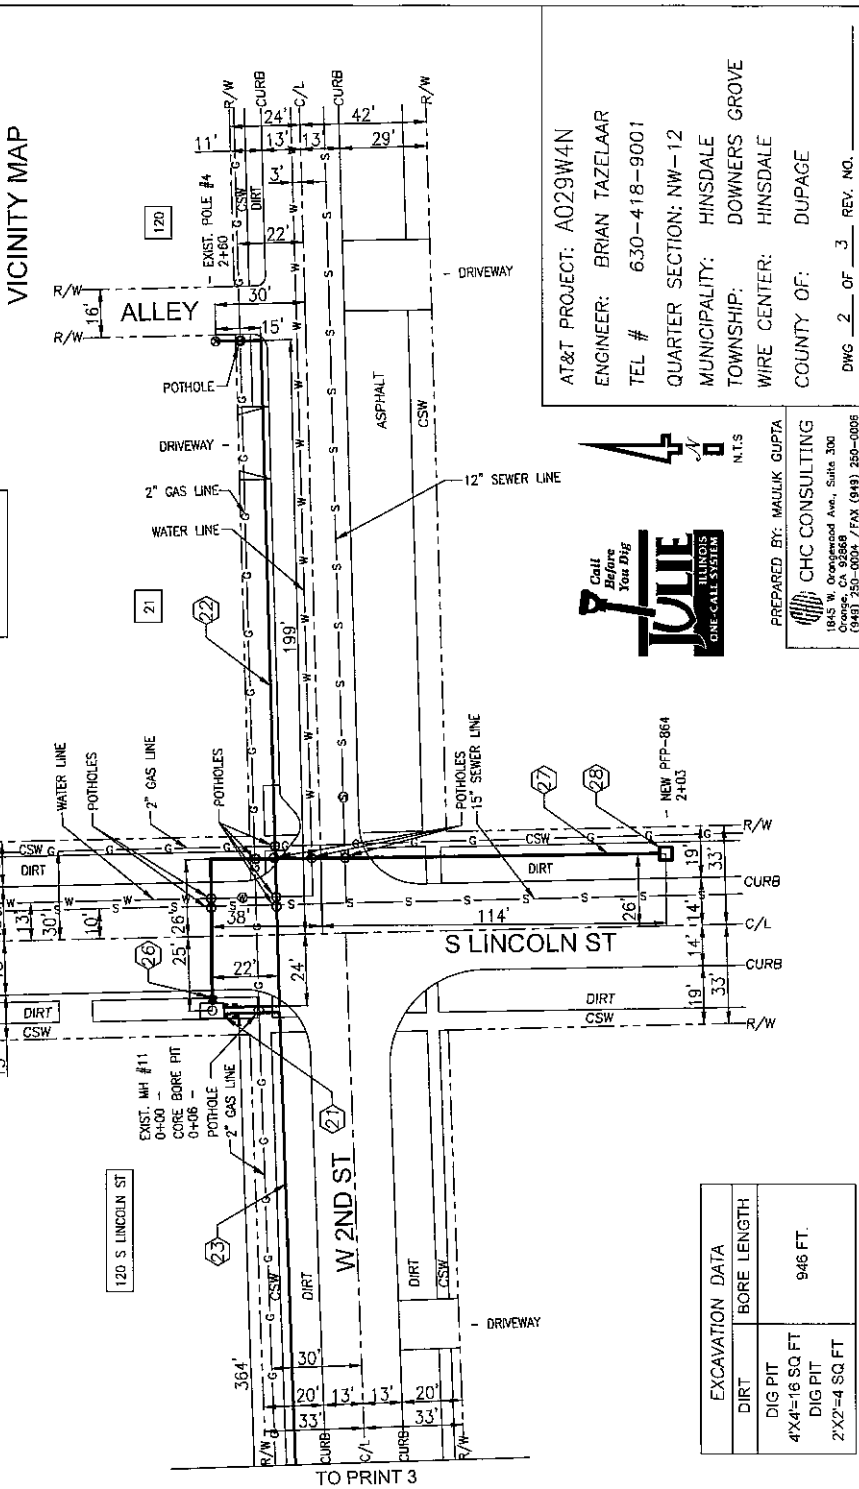 VICINITY MAP
R/W
CURB
C/L
CURB
R/W
24'
42'
11'
13'
13'
29'
3'
22'
120
EXIST. POLE #4
2+60
CSW
DIRT
R/W
16'
R/W
ALLEY
30'
15'
POTHOLE
DRIVEWAY
DRIVEWAY
2" GAS LINE
WATER LINE
ASPHALT
CSW
12" SEWER LINE
21
22
199'
WATER LINE
POTHOLES
2" GAS LINE
POTHOLES
POTHOLES
15" SEWER LINE
27
28
NEW PFP-864
2+03
CSW
DIRT
13'
30'
10'
26'
38'
25'
22'
24'
114'
26'
DIRT
S LINCOLN ST
R/W
CURB
C/L
CURB
R/W
19'
33'
14'
14'
33'
19'
DIRT
CSW
26
DIRT
CSW
EXIST. MH #11
0+00
CORE BORE PIT
0+06
POTHOLE
2" GAS LINE
21
23
120 S LINCOLN ST
W 2ND ST
CSW
DIRT
DIRT
CSW
DRIVEWAY
364'
30'
20'
13'
13'
20'
33'
33'
R/W
CURB
C/L
CURB
R/W
TO PRINT 3
AT&T PROJECT: A029W4N
ENGINEER: BRIAN TAZELAAR
TEL # 630-418-9001
QUARTER SECTION: NW-12
MUNICIPALITY: HINSDALE
TOWNSHIP: DOWNERS GROVE
WIRE CENTER: HINSDALE
COUNTY OF: DUPAGE
DWG 2 OF 3 REV. NO.
N
N.T.S
Call
Before
You Dig
JULIE
ILLINOIS
ONE-CALL SYSTEM
PREPARED BY: MAULIK GUPTA
CHC CONSULTING
1845 W. Orangewood Ave., Suite 300
Orange, CA 92868
(949) 250-0004 / FAX (949) 250-0006
EXCAVATION DATA
DIRT BORE LENGTH
DIG PIT
4'X4'=16 SQ FT
DIG PIT
2'X2'=4 SQ FT
946 FT.